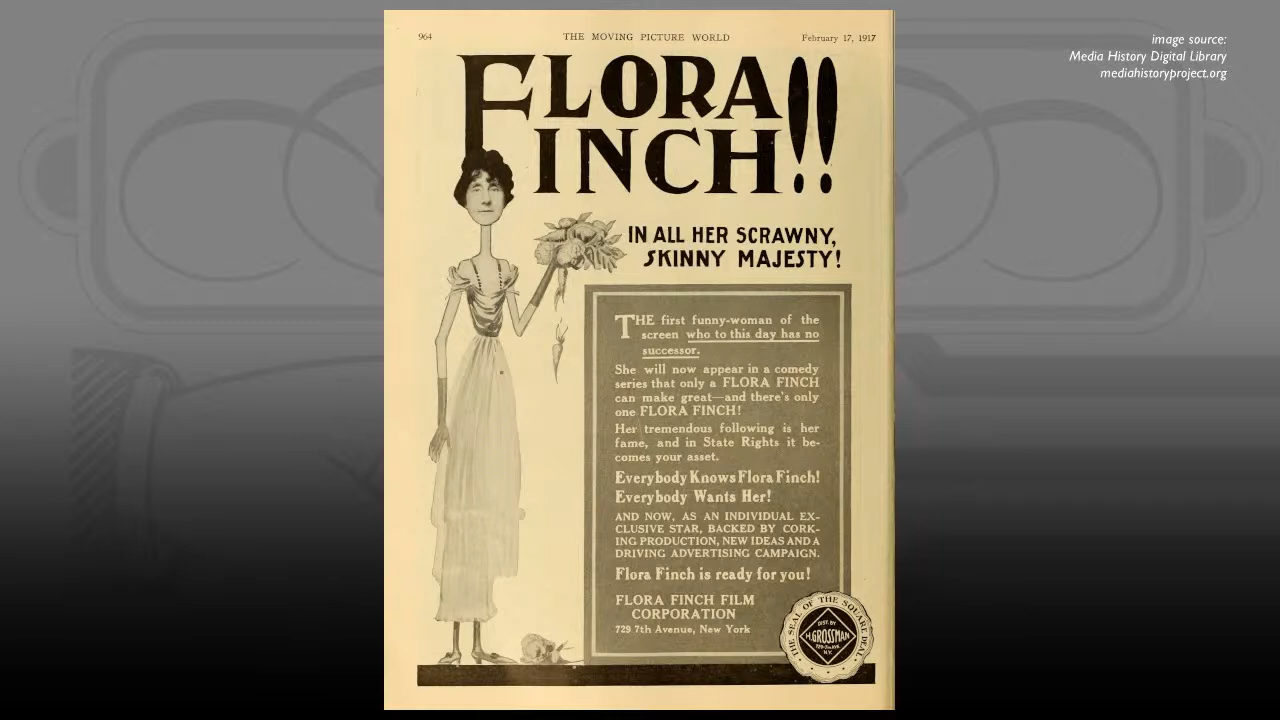 image source:
Media History Digital Library
mediahistoryproject.org
964 THE MOVING PICTURE WORLD February 17, 1917
FLORA
FINCH!!
IN ALL HER SCRAWNY,
SKINNY MAJESTY!
THE first funny-woman of the
screen who to this day has no
successor.
She will now appear in a comedy
series that only a FLORA FINCH
can make great—and there's only
one FLORA FINCH!
Her tremendous following is her
fame, and in State Rights it be-
comes your asset.
Everybody Knows Flora Finch!
Everybody Wants Her!
AND NOW, AS AN INDIVIDUAL EX-
CLUSIVE STAR, BACKED BY CORK-
ING PRODUCTION, NEW IDEAS AND A
DRIVING ADVERTISING CAMPAIGN.
Flora Finch is ready for you!
FLORA FINCH FILM
CORPORATION
729 7th Avenue, New York
THE SEAL OF THE SQUARE DEAL
DIST. BY
H. GROSSMAN
729-7TH AVE.
N.Y.